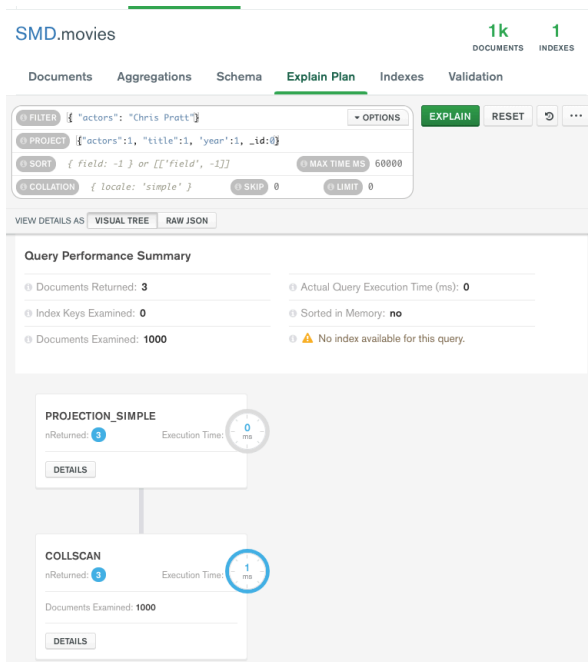 SMD.movies
1k
DOCUMENTS
1
INDEXES
Documents Aggregations Schema Explain Plan Indexes Validation
FILTER { "actors": "Chris Pratt"} OPTIONS EXPLAIN RESET ...
PROJECT {"actors":1, "title":1, 'year':1, _id:0}
SORT { field: -1 } or [['field', -1]] MAX TIME MS 60000
COLLATION { locale: 'simple' } SKIP 0 LIMIT 0
VIEW DETAILS AS VISUAL TREE RAW JSON
Query Performance Summary
Documents Returned: 3
Index Keys Examined: 0
Documents Examined: 1000
Actual Query Execution Time (ms): 0
Sorted in Memory: no
No index available for this query.
PROJECTION_SIMPLE
nReturned: 3 Execution Time: 0 ms
DETAILS
COLLSCAN
nReturned: 3 Execution Time: 1 ms
Documents Examined: 1000
DETAILS